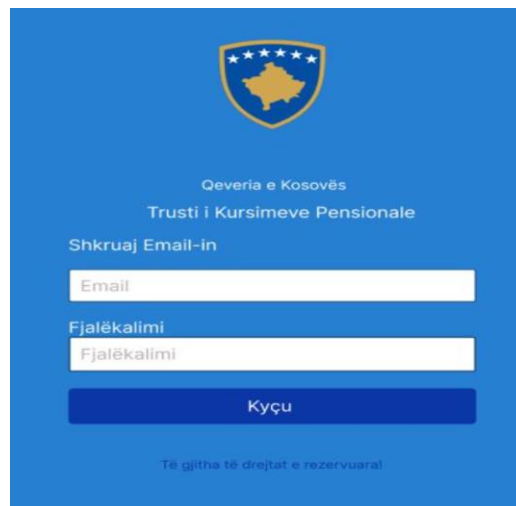 Qeveria e Kosovës
Trusti i Kursimeve Pensionale
Shkruaj Email-in
Email
Fjalëkalimi
Fjalëkalimi
Kyçu
Të gjitha të drejtat e rezervuara!